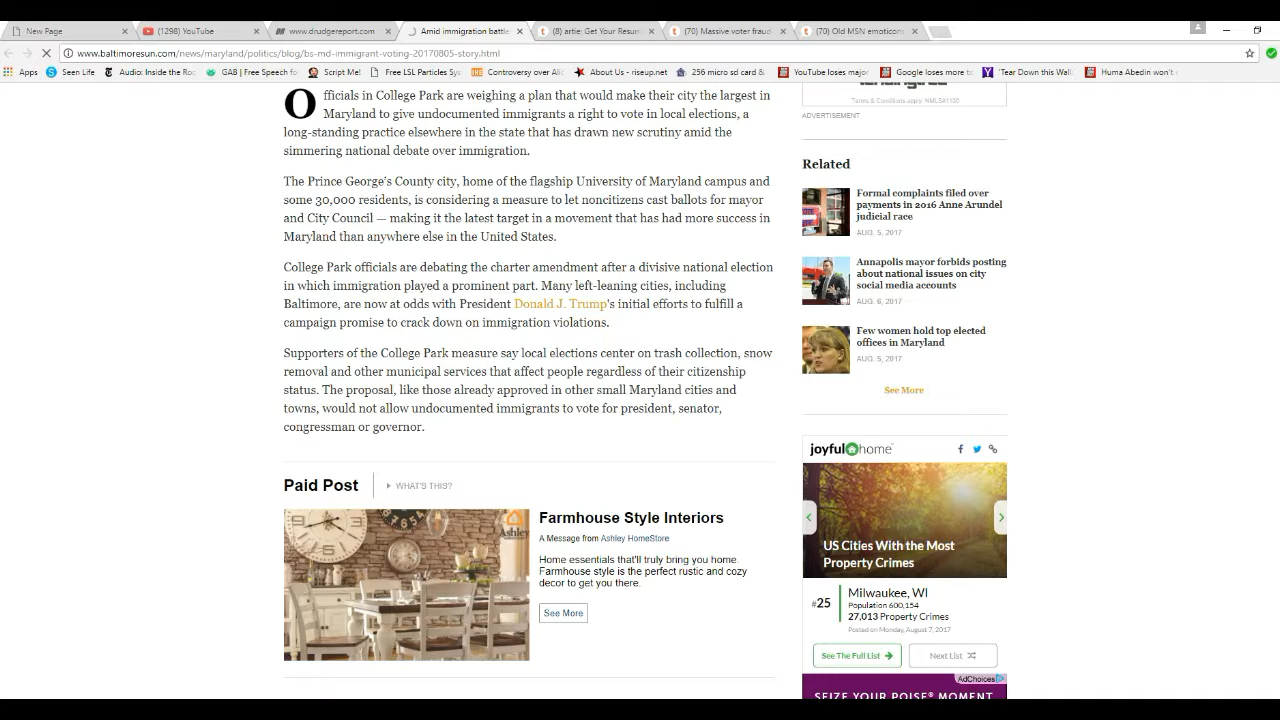 New Page
(1298) YouTube
www.drudgereport.com
Amid immigration battle
(8) artie: Get Your Resum
(70) Massive voter fraud
(70) Old MSN emoticon
www.baltimoresun.com/news/maryland/politics/blog/bs-md-immigrant-voting-20170805-story.html
Apps
Seen Life
Audio: Inside the Ro
GAB | Free Speech fo
Script Me!
Free LSL Particles Sy
Controversy over Ali
About Us - riseup.net
256 micro sd card &
YouTube loses major
Google loses more t
'Tear Down this Wall
Huma Abedin won't
Officials in College Park are weighing a plan that would make their city the largest in
Maryland to give undocumented immigrants a right to vote in local elections, a
long-standing practice elsewhere in the state that has drawn new scrutiny amid the
simmering national debate over immigration.
The Prince George's County city, home of the flagship University of Maryland campus and
some 30,000 residents, is considering a measure to let noncitizens cast ballots for mayor
and City Council — making it the latest target in a movement that has had more success in
Maryland than anywhere else in the United States.
College Park officials are debating the charter amendment after a divisive national election
in which immigration played a prominent part. Many left-leaning cities, including
Baltimore, are now at odds with President Donald J. Trump's initial efforts to fulfill a
campaign promise to crack down on immigration violations.
Supporters of the College Park measure say local elections center on trash collection, snow
removal and other municipal services that affect people regardless of their citizenship
status. The proposal, like those already approved in other small Maryland cities and
towns, would not allow undocumented immigrants to vote for president, senator,
congressman or governor.
Paid Post
WHAT'S THIS?
Ashley
Farmhouse Style Interiors
A Message from Ashley HomeStore
Home essentials that'll truly bring you home.
Farmhouse style is the perfect rustic and cozy
decor to get you there.
See More
Terms & Conditions apply. NMLS#1136
ADVERTISEMENT
Related
Formal complaints filed over
payments in 2016 Anne Arundel
judicial race
AUG. 5, 2017
Annapolis mayor forbids posting
about national issues on city
social media accounts
AUG. 6, 2017
Few women hold top elected
offices in Maryland
AUG. 5, 2017
See More
joyful home
US Cities With the Most
Property Crimes
#25
Milwaukee, WI
Population 600,154
27,013 Property Crimes
Posted on Monday, August 7, 2017
See The Full List
Next List
AdChoices
SEIZE YOUR POISE® MOMENT